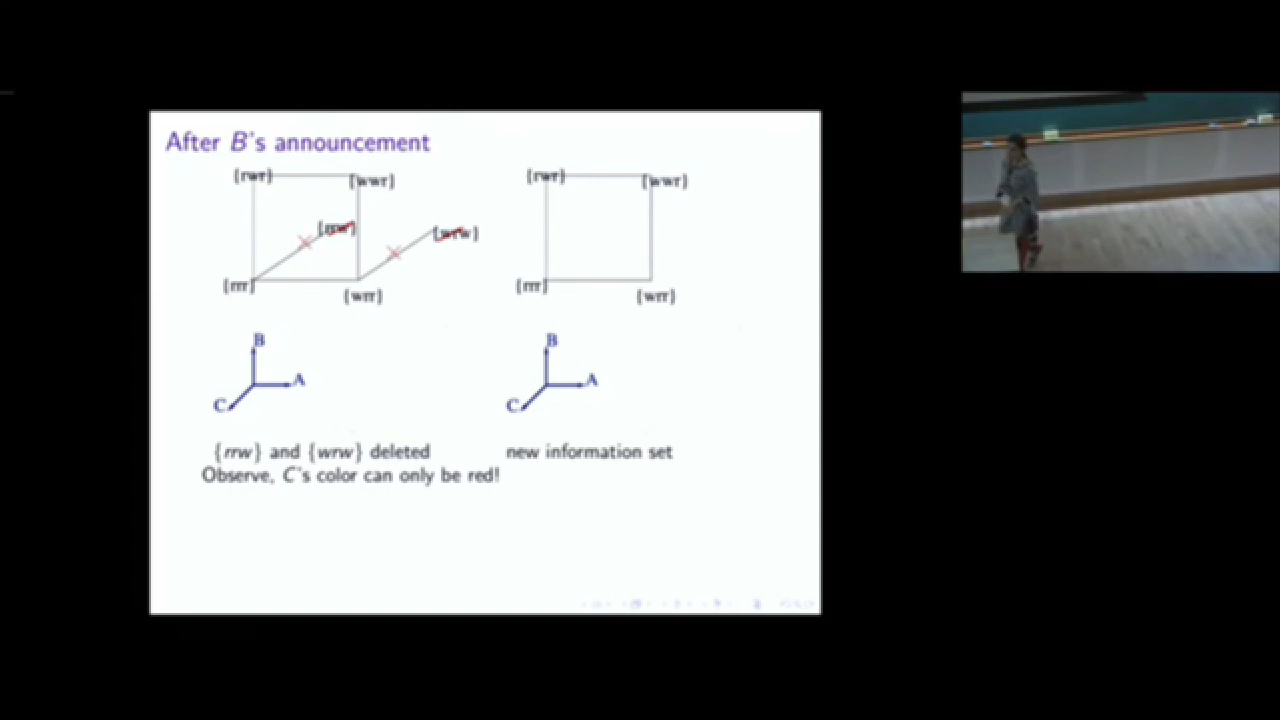 After B's announcement
{rwr} {wwr} {rwr} {wwr}
{rrw} {wrw}
{rrr} {wrr} {rrr} {wrr}
B B
A A
C C
{rrw} and {wrw} deleted new information set
Observe, C's color can only be red!